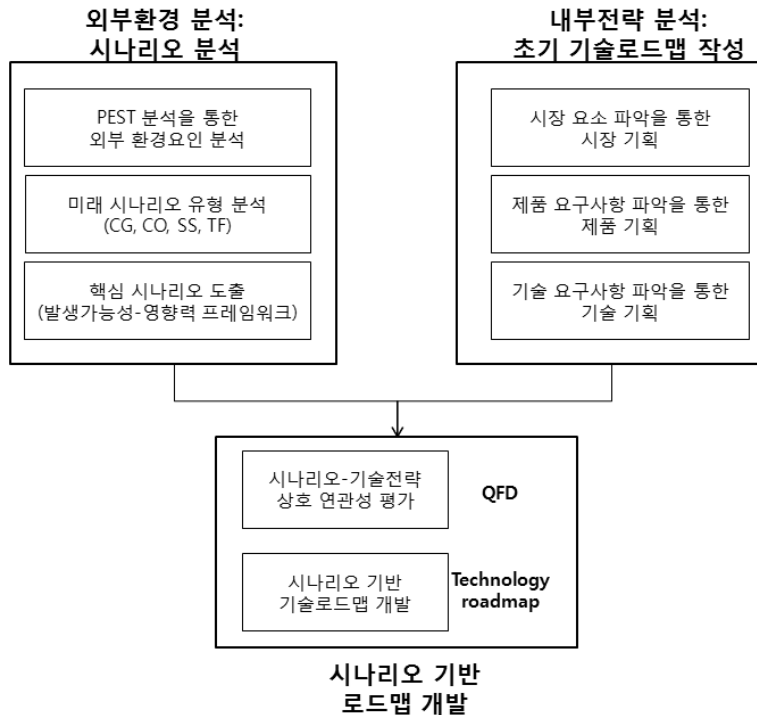 외부환경 분석:
시나리오 분석
PEST 분석을 통한
외부 환경요인 분석
미래 시나리오 유형 분석
(CG, CO, SS, TF)
핵심 시나리오 도출
(발생가능성-영향력 프레임워크)
내부전략 분석:
초기 기술로드맵 작성
시장 요소 파악을 통한
시장 기획
제품 요구사항 파악을 통한
제품 기획
기술 요구사항 파악을 통한
기술 기획
시나리오-기술전략
상호 연관성 평가
QFD
시나리오 기반
기술로드맵 개발
Technology
roadmap
시나리오 기반
로드맵 개발